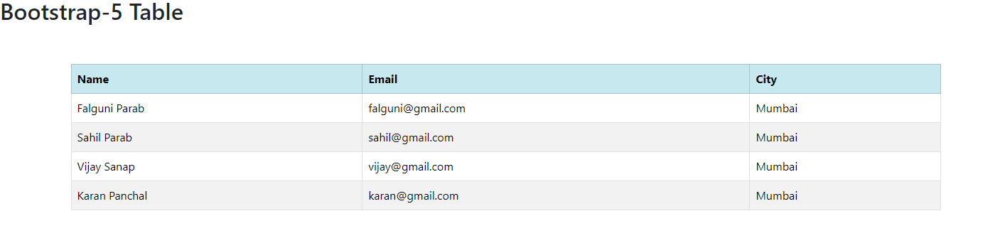 Bootstrap-5 Table
Name Email City
Falguni Parab falguni@gmail.com Mumbai
Sahil Parab sahil@gmail.com Mumbai
Vijay Sanap vijay@gmail.com Mumbai
Karan Panchal karan@gmail.com Mumbai